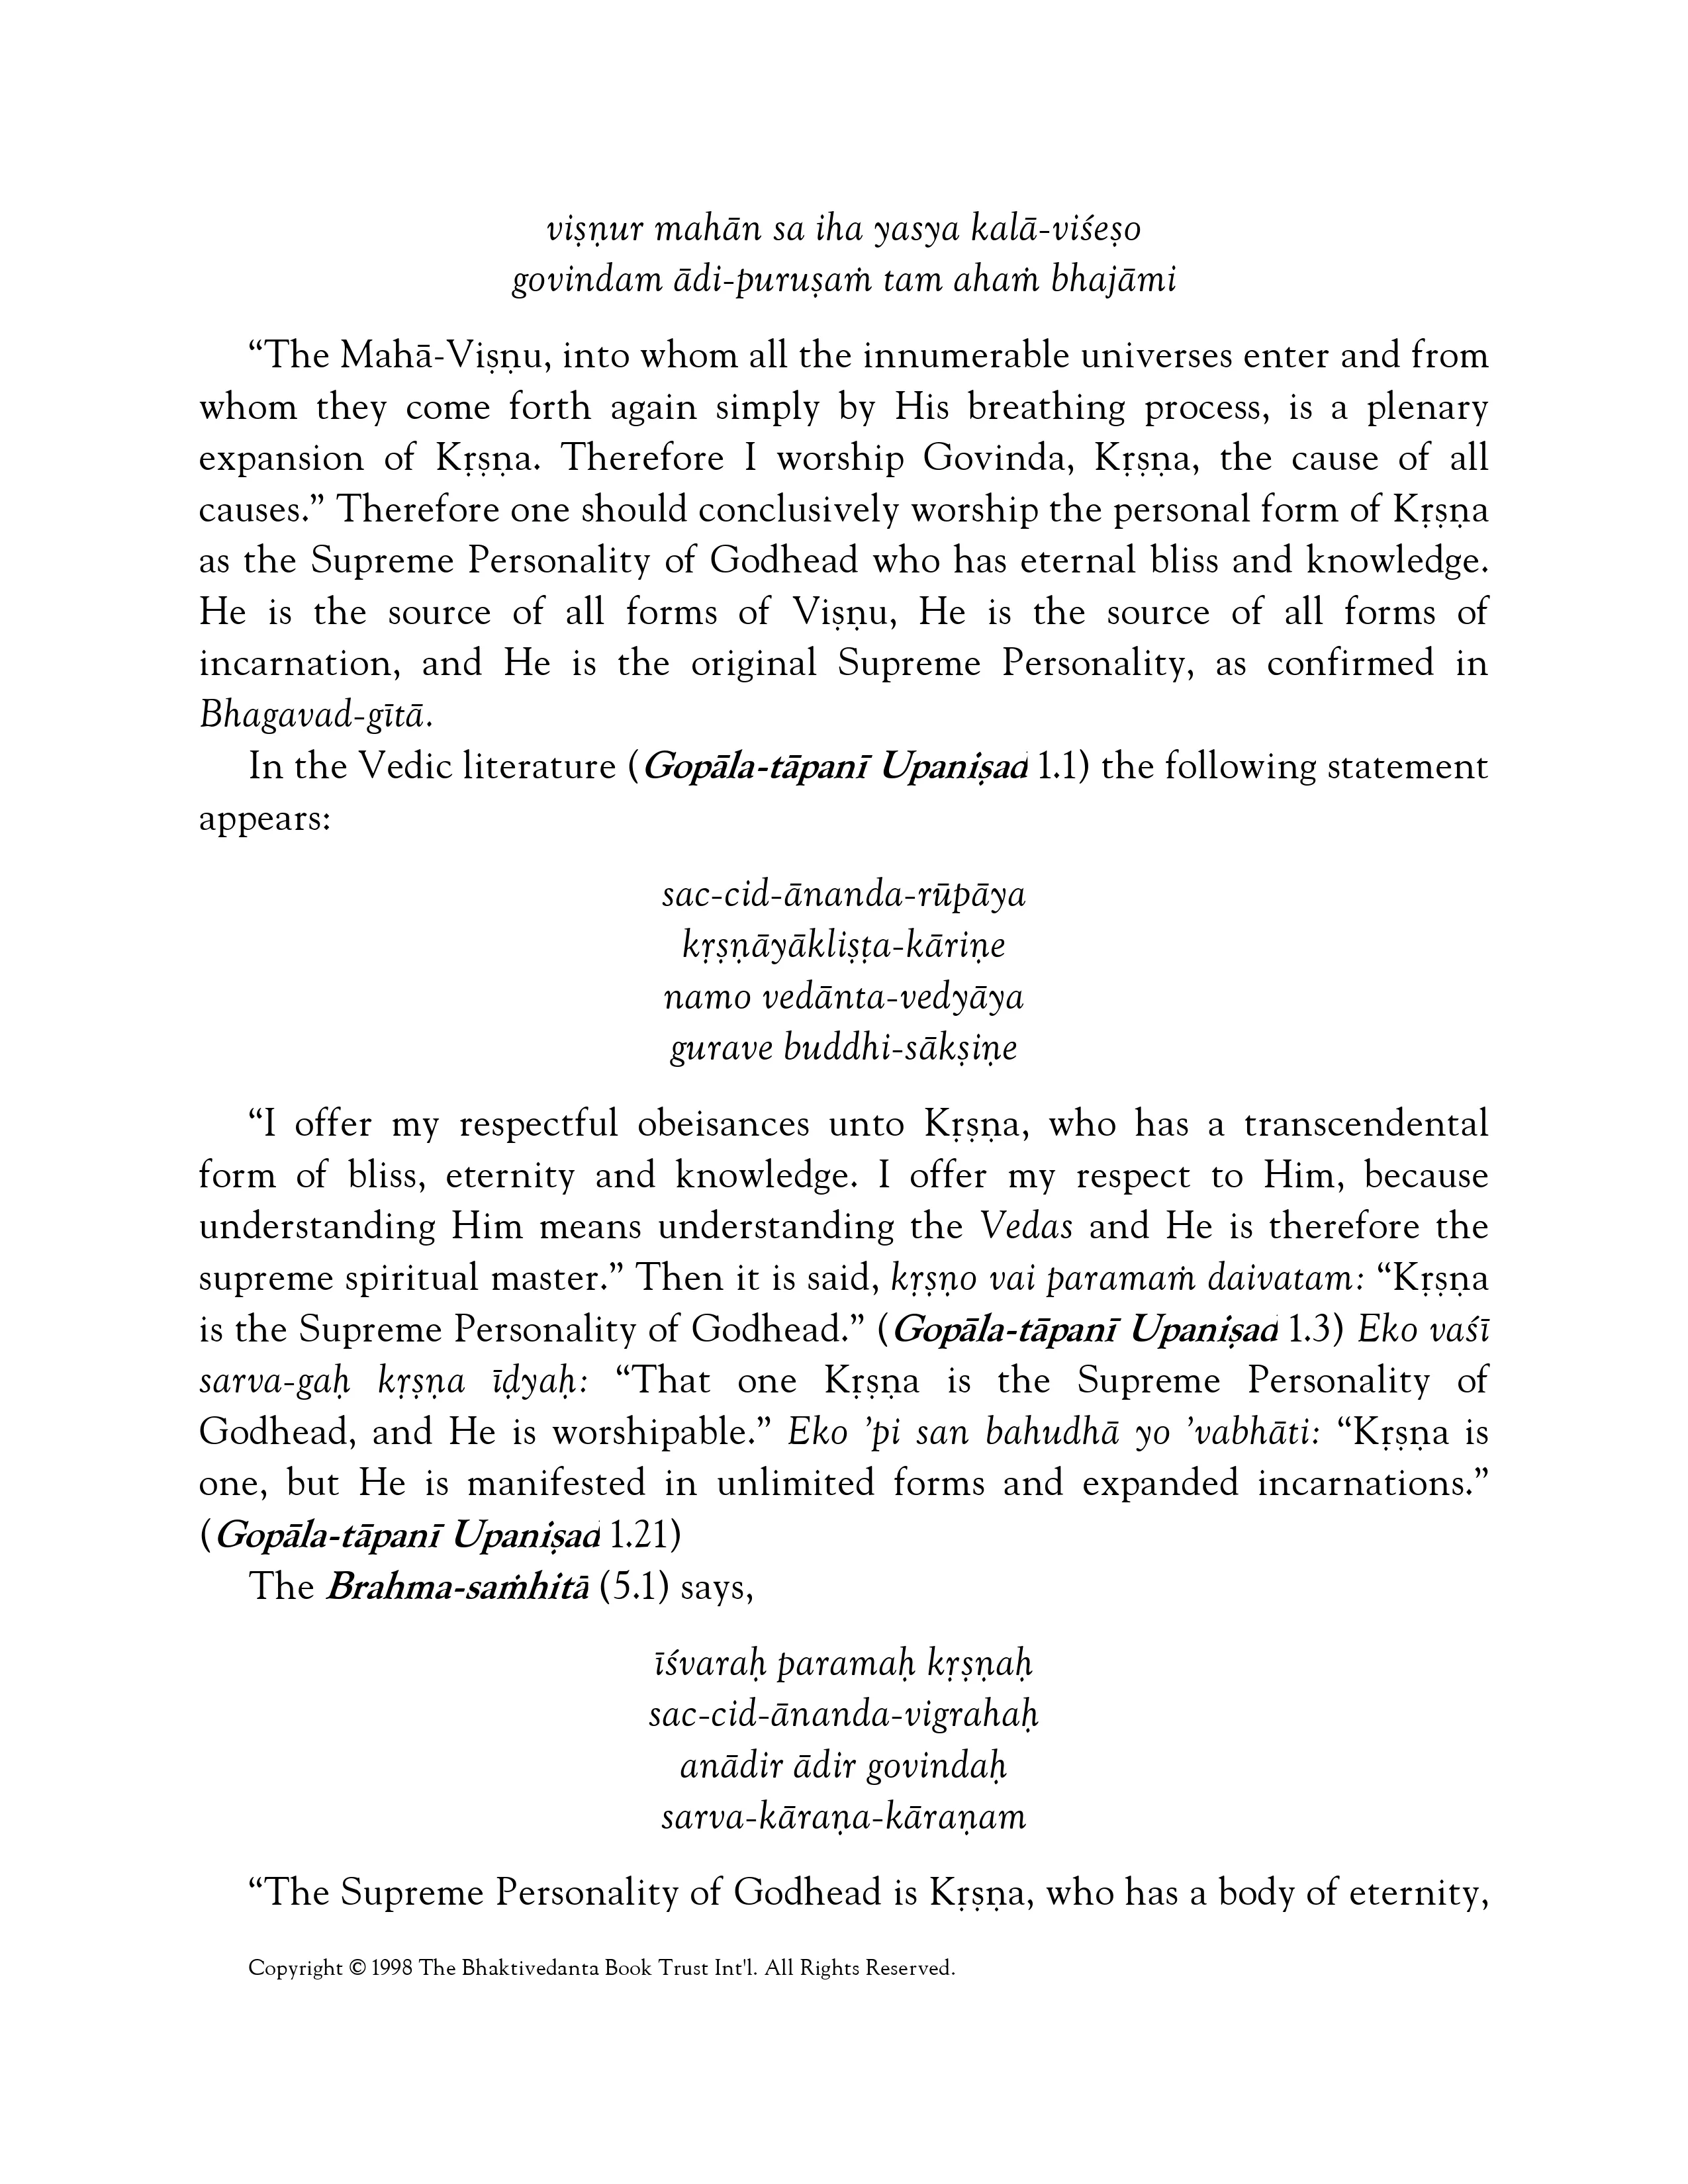 viṣṇur mahān sa iha yasya kalā-viśeṣo
govindam ādi-puruṣaṁ tam ahaṁ bhajāmi
“The Mahā-Viṣṇu, into whom all the innumerable universes enter and from
whom they come forth again simply by His breathing process, is a plenary
expansion of Kṛṣṇa. Therefore I worship Govinda, Kṛṣṇa, the cause of all
causes.” Therefore one should conclusively worship the personal form of Kṛṣṇa
as the Supreme Personality of Godhead who has eternal bliss and knowledge.
He is the source of all forms of Viṣṇu, He is the source of all forms of
incarnation, and He is the original Supreme Personality, as confirmed in
Bhagavad-gītā.
In the Vedic literature (Gopāla-tāpanī Upaniṣad 1.1) the following statement
appears:
sac-cid-ānanda-rūpāya
kṛṣṇāyākliṣṭa-kāriṇe
namo vedānta-vedyāya
gurave buddhi-sākṣiṇe
“I offer my respectful obeisances unto Kṛṣṇa, who has a transcendental
form of bliss, eternity and knowledge. I offer my respect to Him, because
understanding Him means understanding the Vedas and He is therefore the
supreme spiritual master.” Then it is said, kṛṣṇo vai paramaṁ daivatam: “Kṛṣṇa
is the Supreme Personality of Godhead.” (Gopāla-tāpanī Upaniṣad 1.3) Eko vaśī
sarva-gaḥ kṛṣṇa īḍyaḥ: “That one Kṛṣṇa is the Supreme Personality of
Godhead, and He is worshipable.” Eko ’pi san bahudhā yo ’vabhāti: “Kṛṣṇa is
one, but He is manifested in unlimited forms and expanded incarnations.”
(Gopāla-tāpanī Upaniṣad 1.21)
The Brahma-saṁhitā (5.1) says,
īśvaraḥ paramaḥ kṛṣṇaḥ
sac-cid-ānanda-vigrahaḥ
anādir ādir govindaḥ
sarva-kāraṇa-kāraṇam
“The Supreme Personality of Godhead is Kṛṣṇa, who has a body of eternity,
Copyright © 1998 The Bhaktivedanta Book Trust Int'l. All Rights Reserved.